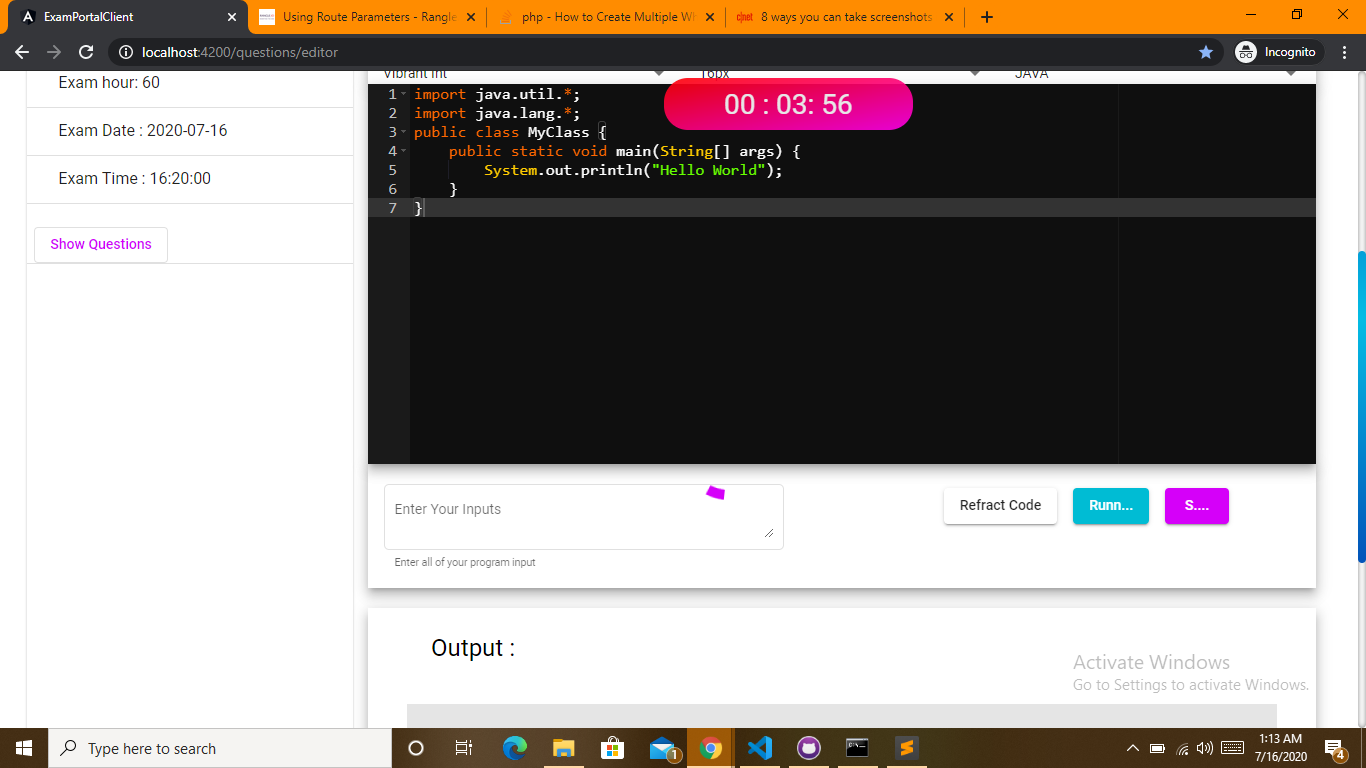 ExamPortalClient
Using Route Parameters - Rangle
php - How to Create Multiple Wh
c|net 8 ways you can take screenshots
localhost:4200/questions/editor
Incognito
Exam hour: 60
Exam Date : 2020-07-16
Exam Time : 16:20:00
Show Questions
Vibrant Int
16px
JAVA
00 : 03: 56
1 import java.util.*;
2 import java.lang.*;
3 public class MyClass {
4 public static void main(String[] args) {
5 System.out.println("Hello World");
6 }
7 }
Enter Your Inputs
Enter all of your program input
Refract Code
Runn...
S....
Output :
Activate Windows
Go to Settings to activate Windows.
Type here to search
1
1:13 AM
7/16/2020
4